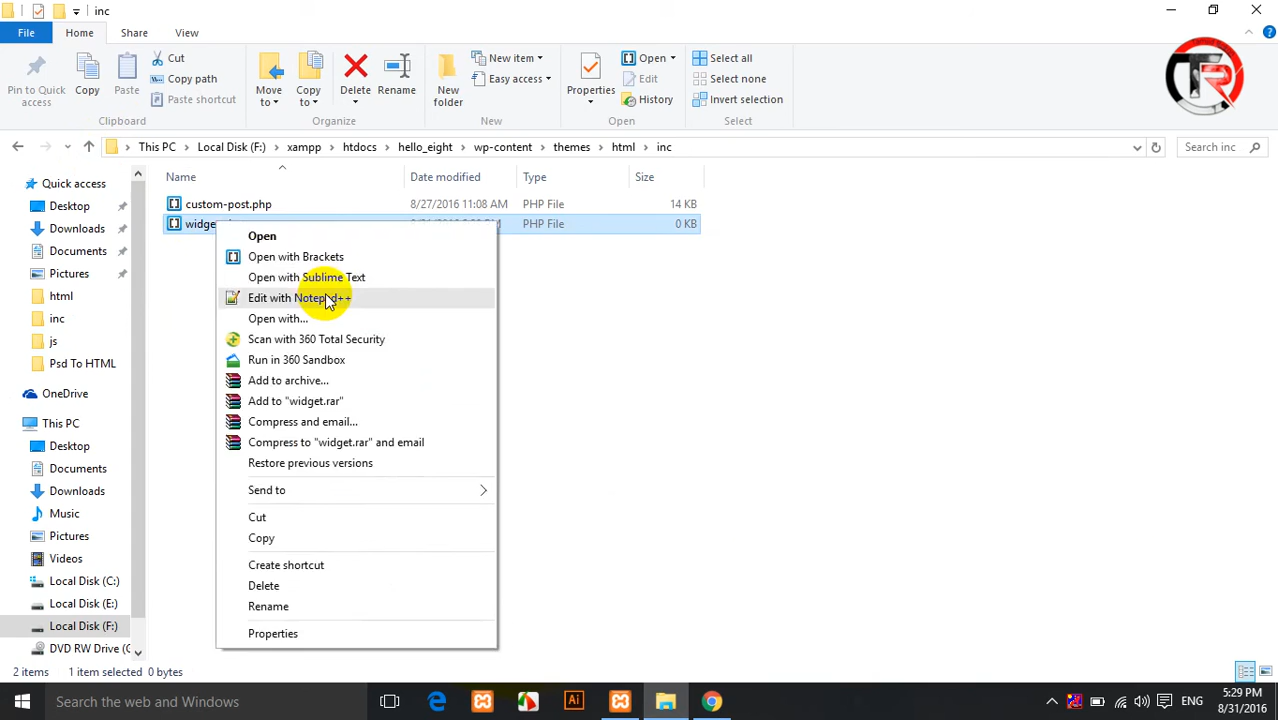 inc
File
Home
Share
View
Pin to Quick access
Copy
Paste
Cut
Copy path
Paste shortcut
Clipboard
Move to
Copy to
Delete
Rename
Organize
New folder
New item
Easy access
New
Properties
Open
Edit
History
Open
Select all
Select none
Invert selection
Select
This PC > Local Disk (F:) > xampp > htdocs > hello_eight > wp-content > themes > html > inc
Search inc
Name Date modified Type Size
custom-post.php 8/27/2016 11:08 AM PHP File 14 KB
PHP File 0 KB
Quick access
Desktop
Downloads
Documents
Pictures
html
inc
js
Psd To HTML
OneDrive
This PC
Desktop
Documents
Downloads
Music
Pictures
Videos
Local Disk (C:)
Local Disk (E:)
Local Disk (F:)
DVD RW Drive (
Open
Open with Brackets
Open with Sublime Text
Edit with Notepad++
Open with...
Scan with 360 Total Security
Run in 360 Sandbox
Add to archive...
Add to "widget.rar"
Compress and email...
Compress to "widget.rar" and email
Restore previous versions
Send to
Cut
Copy
Create shortcut
Delete
Rename
Properties
2 items 1 item selected 0 bytes
Search the web and Windows
Ai
ENG
5:29 PM
8/31/2016